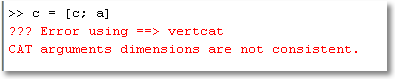 >> c = [c; a]
??? Error using ==> vertcat
CAT arguments dimensions are not consistent.